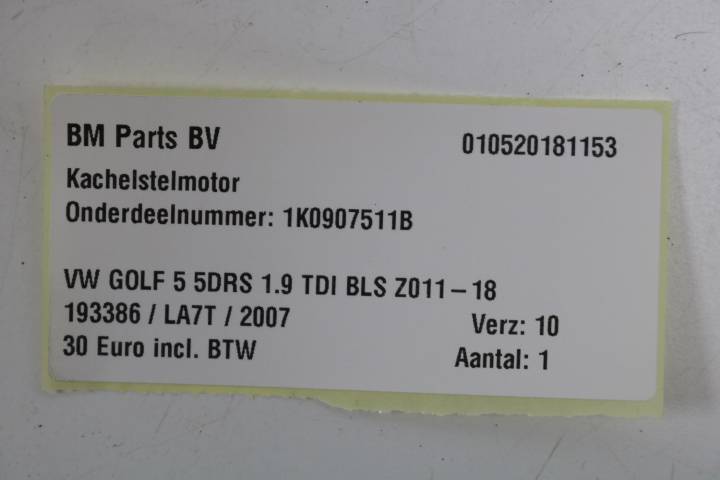 BM Parts BV 010520181153
Kachelstelmotor
Onderdeelnummer: 1K0907511B
VW GOLF 5 5DRS 1.9 TDI BLS Z011-18
193386 / LA7T / 2007 Verz: 10
30 Euro incl. BTW Aantal: 1